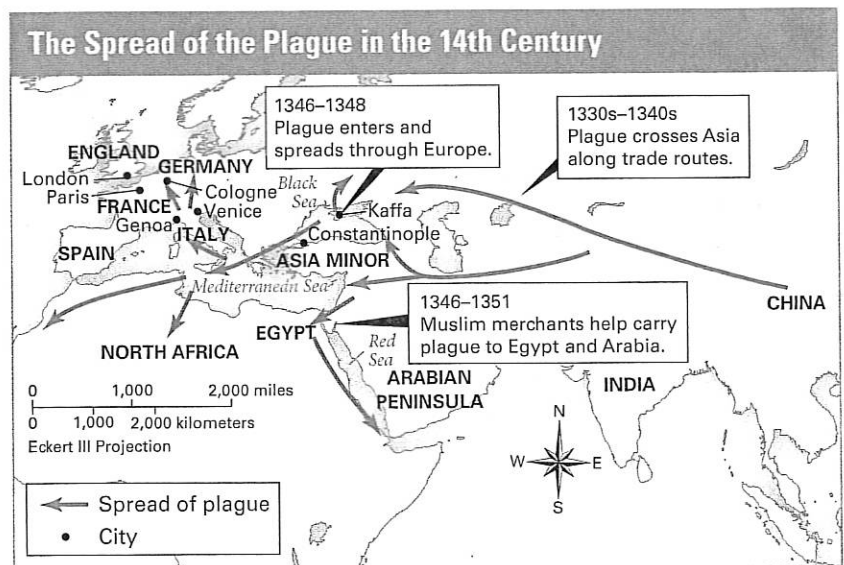 The Spread of the Plague in the 14th Century
1346–1348
Plague enters and
spreads through Europe.
1330s–1340s
Plague crosses Asia
along trade routes.
ENGLAND
London
Paris
GERMANY
Cologne
FRANCE
Venice
Genoa
ITALY
SPAIN
Black
Sea
Kaffa
Constantinople
ASIA MINOR
Mediterranean Sea
CHINA
1346–1351
Muslim merchants help carry
plague to Egypt and Arabia.
EGYPT
NORTH AFRICA
Red
Sea
ARABIAN
PENINSULA
INDIA
0 1,000 2,000 miles
0 1,000 2,000 kilometers
Eckert III Projection
N
W E
S
Spread of plague
City